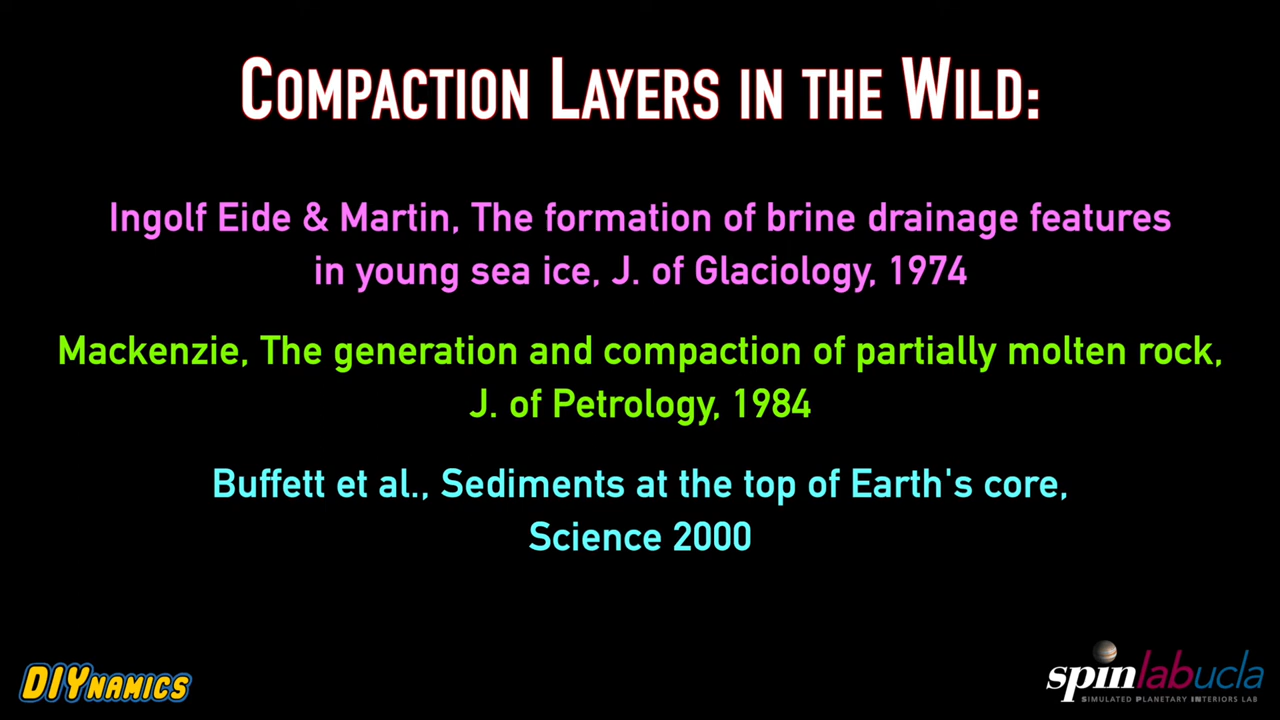 COMPACTION LAYERS IN THE WILD:
Ingolf Eide & Martin, The formation of brine drainage features
in young sea ice, J. of Glaciology, 1974
Mackenzie, The generation and compaction of partially molten rock,
J. of Petrology, 1984
Buffett et al., Sediments at the top of Earth's core,
Science 2000
DIYNAMICS
spinlabucla
SIMULATED PLANETARY INTERIORS LAB